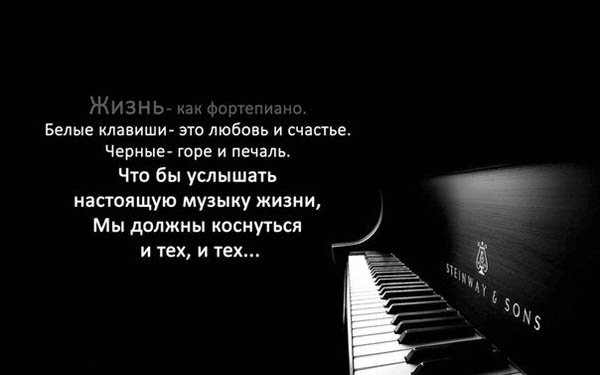 Жизнь- как фортепиано.
Белые клавиши- это любовь и счастье.
Черные- горе и печаль.
Что бы услышать
настоящую музыку жизни,
Мы должны коснуться
и тех, и тех...
STEINWAY & SONS